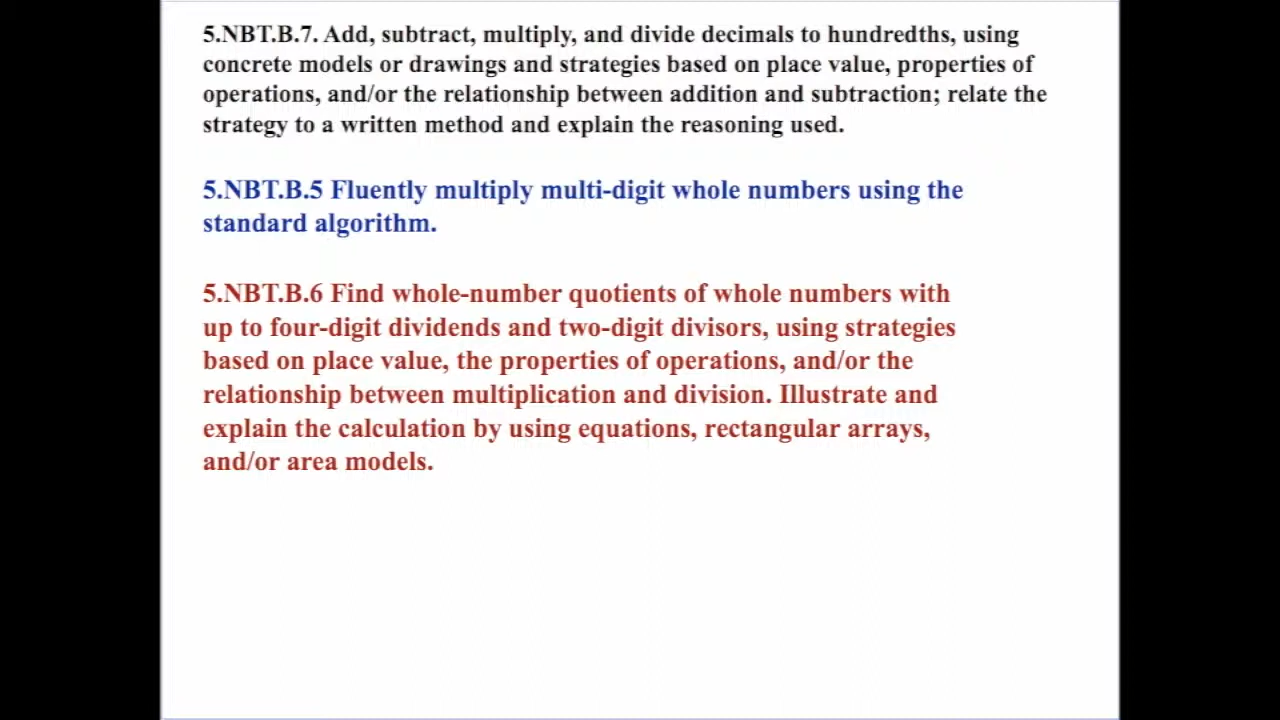 5.NBT.B.7. Add, subtract, multiply, and divide decimals to hundredths, using
concrete models or drawings and strategies based on place value, properties of
operations, and/or the relationship between addition and subtraction; relate the
strategy to a written method and explain the reasoning used.
5.NBT.B.5 Fluently multiply multi-digit whole numbers using the
standard algorithm.
5.NBT.B.6 Find whole-number quotients of whole numbers with
up to four-digit dividends and two-digit divisors, using strategies
based on place value, the properties of operations, and/or the
relationship between multiplication and division. Illustrate and
explain the calculation by using equations, rectangular arrays,
and/or area models.